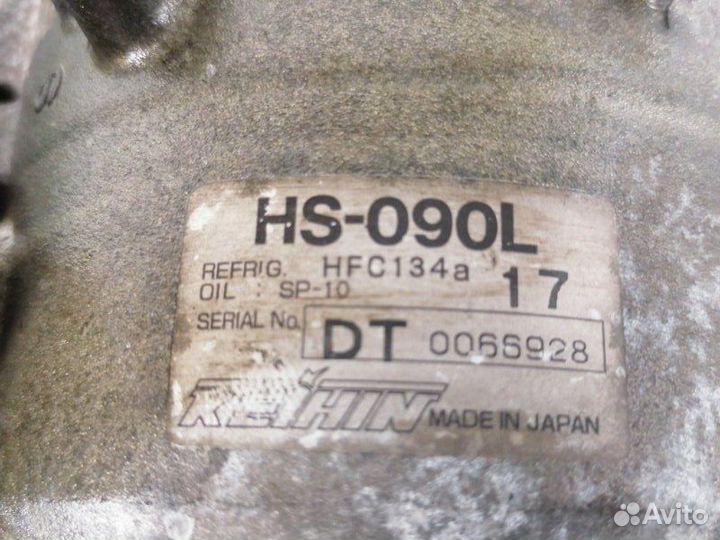 HS-090L
REFRIG. HFC134a 17
OIL : SP-10
SERIAL No. DT 0066928
KEIHIN MADE IN JAPAN
Avito